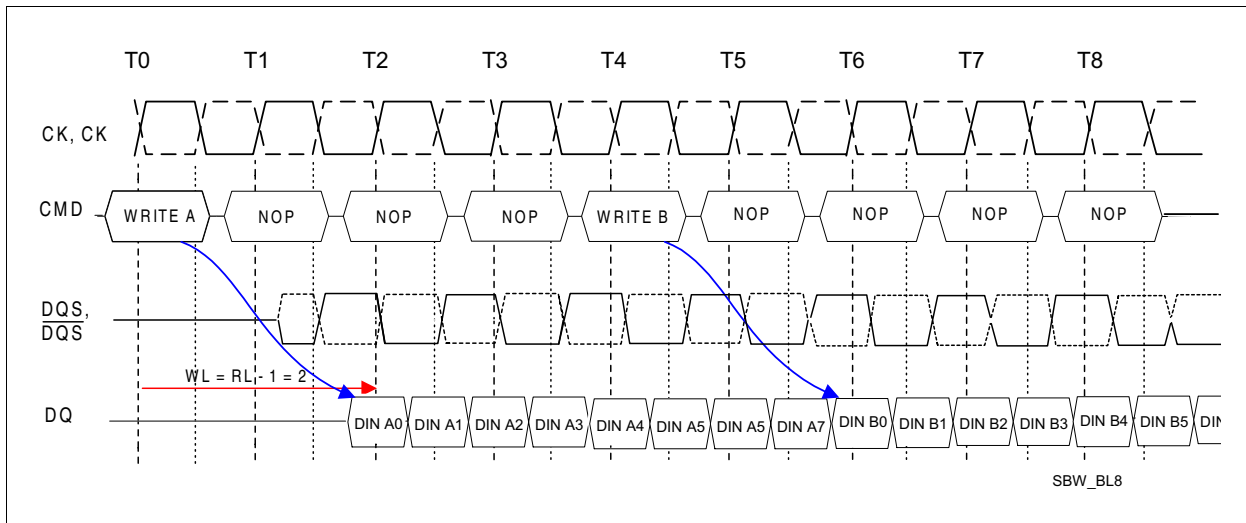 T0 T1 T2 T3 T4 T5 T6 T7 T8
CK, CK
CMD WRITE A NOP NOP NOP WRITE B NOP NOP NOP NOP
DQS,
DQS
WL = RL - 1 = 2
DQ DIN A0 DIN A1 DIN A2 DIN A3 DIN A4 DIN A5 DIN A5 DIN A7 DIN B0 DIN B1 DIN B2 DIN B3 DIN B4 DIN B5 DIN
SBW_BL8